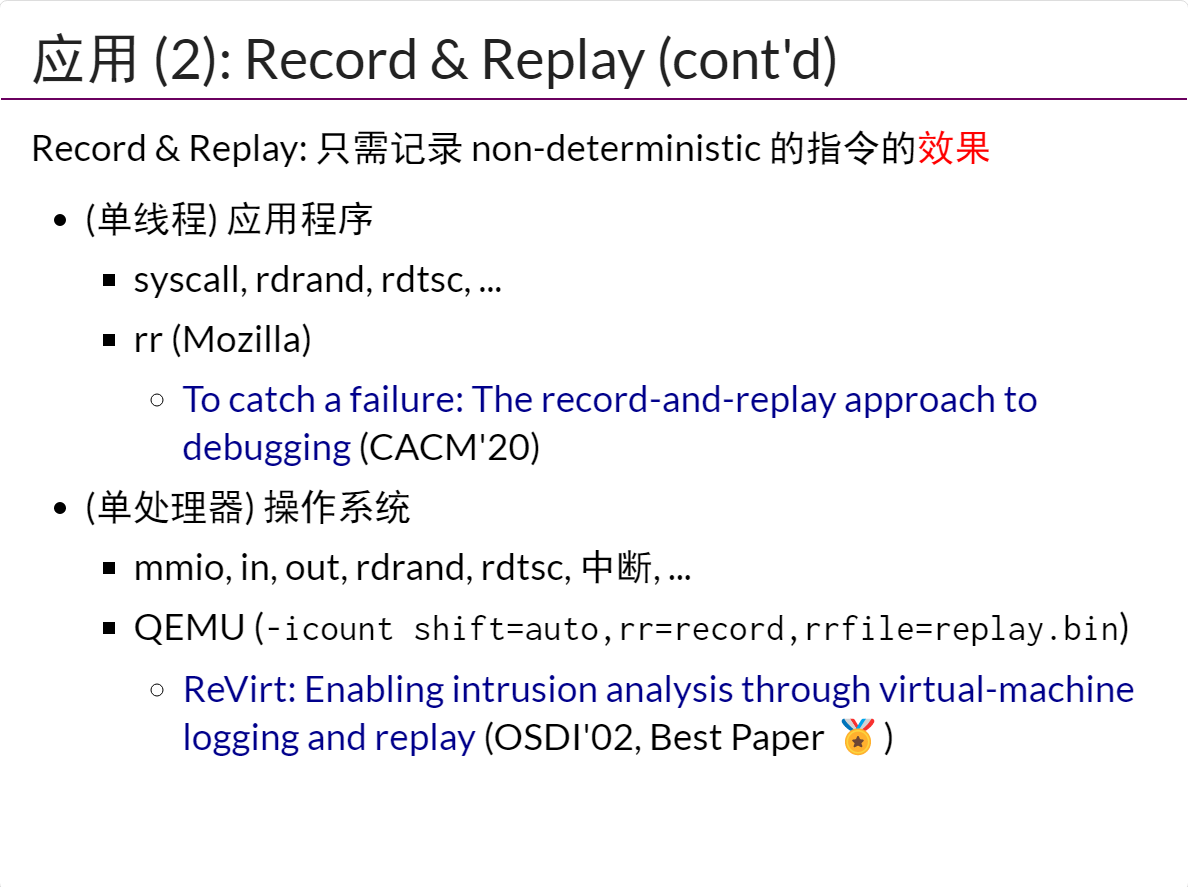 应用 (2): Record & Replay (cont'd)
Record & Replay: 只需记录 non-deterministic 的指令的效果
(单线程) 应用程序
syscall, rdrand, rdtsc, ...
rr (Mozilla)
To catch a failure: The record-and-replay approach to
debugging (CACM'20)
(单处理器) 操作系统
mmio, in, out, rdrand, rdtsc, 中断, ...
QEMU (-icount shift=auto,rr=record,rrfile=replay.bin)
ReVirt: Enabling intrusion analysis through virtual-machine
logging and replay (OSDI'02, Best Paper 🏅)